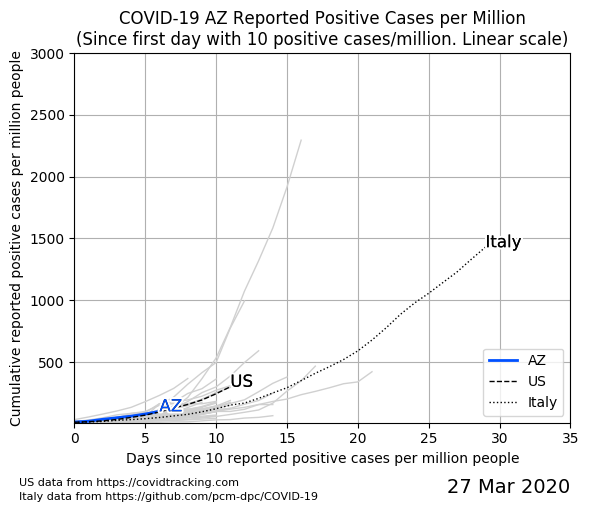 COVID-19 AZ Reported Positive Cases per Million
(Since first day with 10 positive cases/million. Linear scale)
Cumulative reported positive cases per million people
3000
2500
2000
1500
1000
500
Italy
US
AZ
AZ
US
Italy
0 5 10 15 20 25 30 35
Days since 10 reported positive cases per million people
US data from https://covidtracking.com
Italy data from https://github.com/pcm-dpc/COVID-19
27 Mar 2020